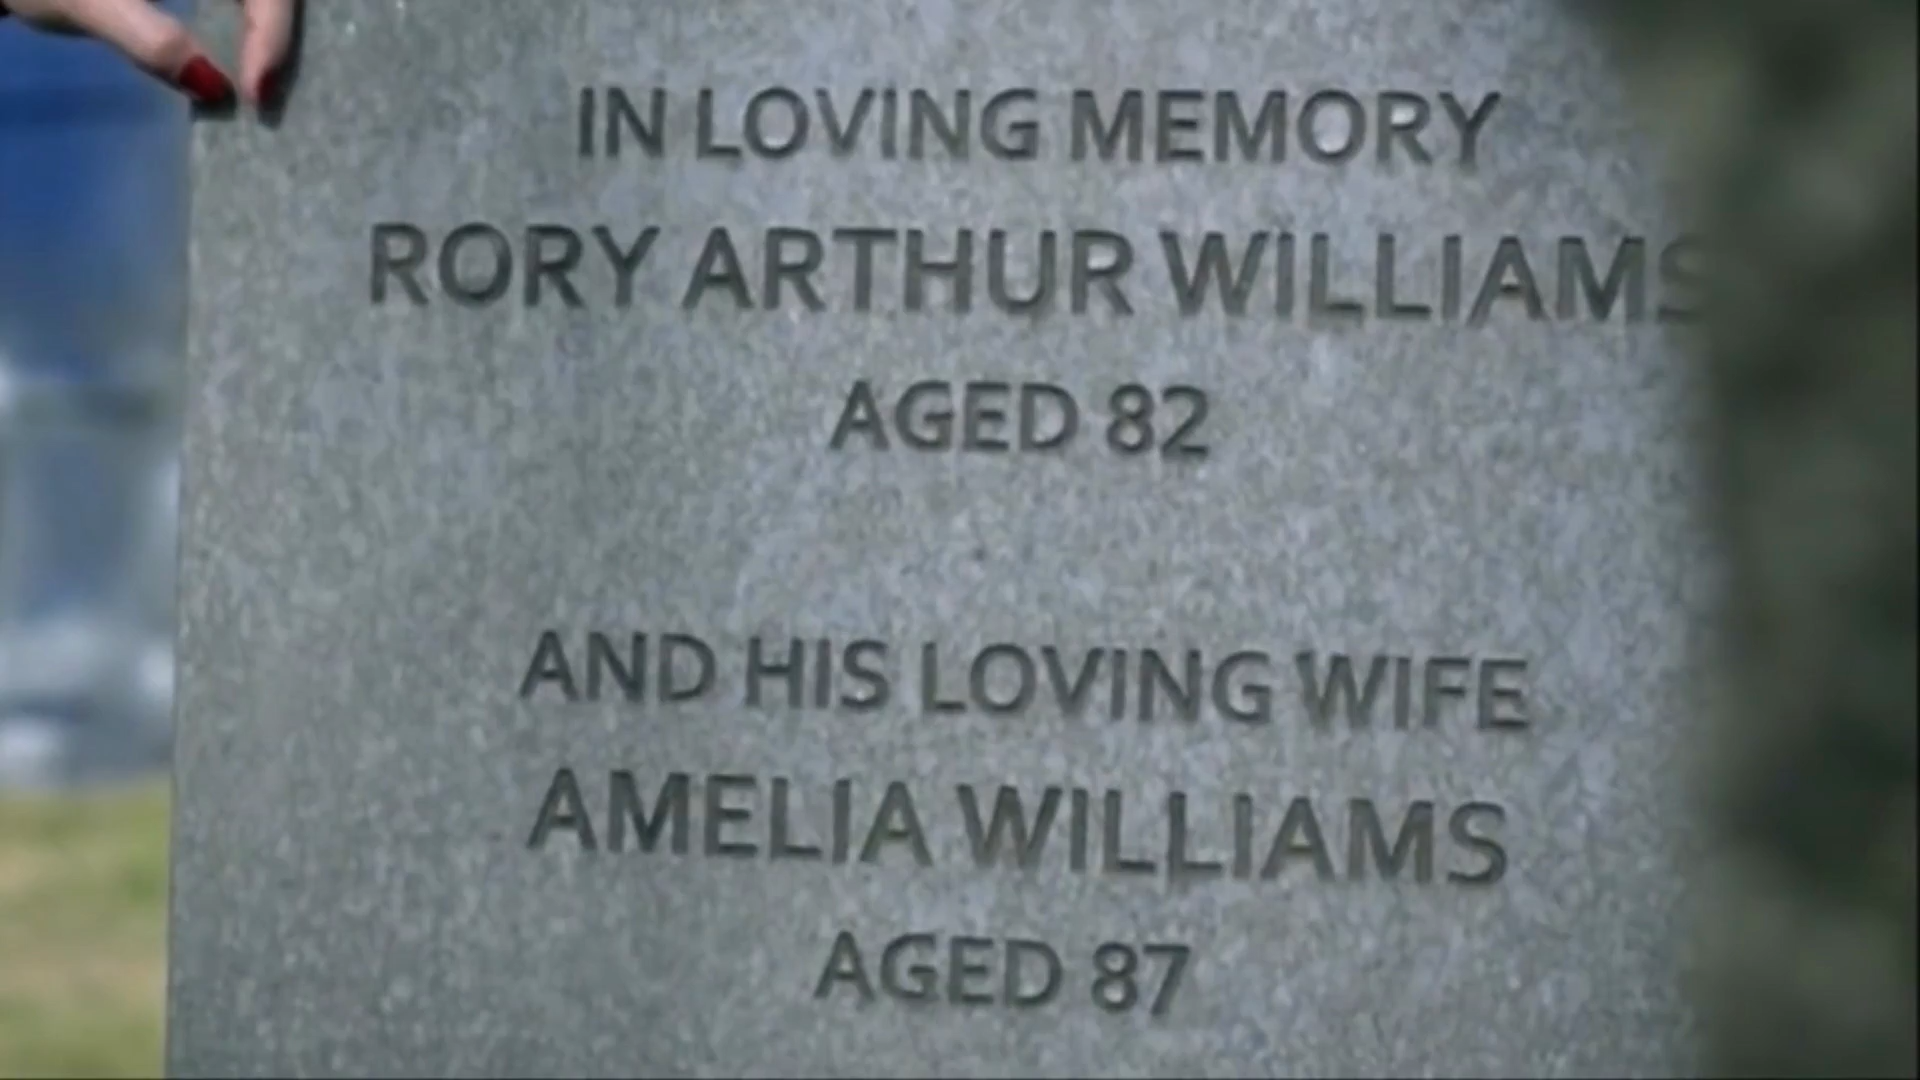 IN LOVING MEMORY
RORY ARTHUR WILLIAMS
AGED 82
AND HIS LOVING WIFE
AMELIA WILLIAMS
AGED 87